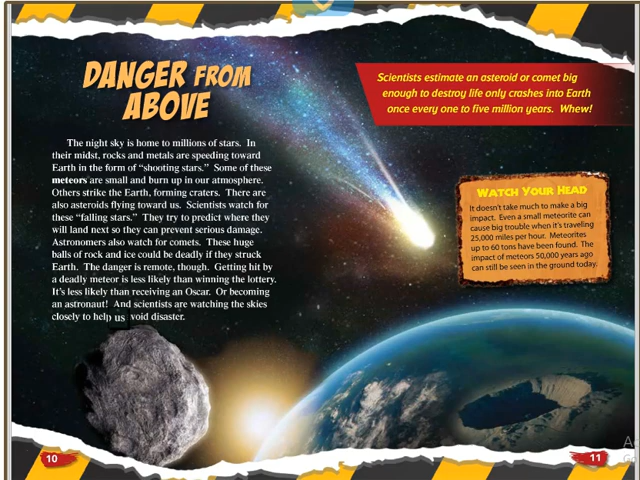 DANGER FROM
ABOVE
The night sky is home to millions of stars. In
their midst, rocks and metals are speeding toward
Earth in the form of “shooting stars.” Some of these
meteors are small and burn up in our atmosphere.
Others strike the Earth, forming craters. There are
also asteroids flying toward us. Scientists watch for
these “falling stars.” They try to predict where they
will land next so they can prevent serious damage.
Astronomers also watch for comets. These huge
balls of rock and ice could be deadly if they struck
Earth. The danger is remote, though. Getting hit by
a deadly meteor is less likely than winning the lottery.
It’s less likely than receiving an Oscar. Or becoming
an astronaut! And scientists are watching the skies
closely to help us void disaster.
10
Scientists estimate an asteroid or comet big
enough to destroy life only crashes into Earth
once every one to five million years. Whew!
WATCH YOUR HEAD
It doesn’t take much to make a big
impact. Even a small meteorite can
cause big trouble when it’s traveling
25,000 miles per hour. Meteorites
up to 60 tons have been found. The
impact of meteors 50,000 years ago
can still be seen in the ground today.
11